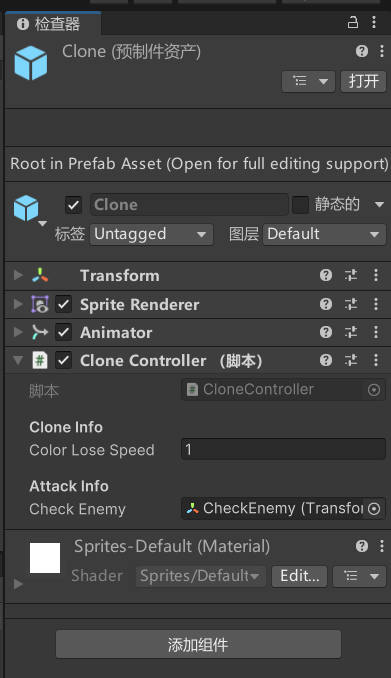 检查器
Clone (预制件资产)
打开
Root in Prefab Asset (Open for full editing support)
Clone 静态的
标签 Untagged 图层 Default
Transform
Sprite Renderer
Animator
# Clone Controller （脚本）
脚本 # CloneController
Clone Info
Color Lose Speed 1
Attack Info
Check Enemy CheckEnemy (Transfor
Sprites-Default (Material)
Shader Sprites/Default Edit...
添加组件